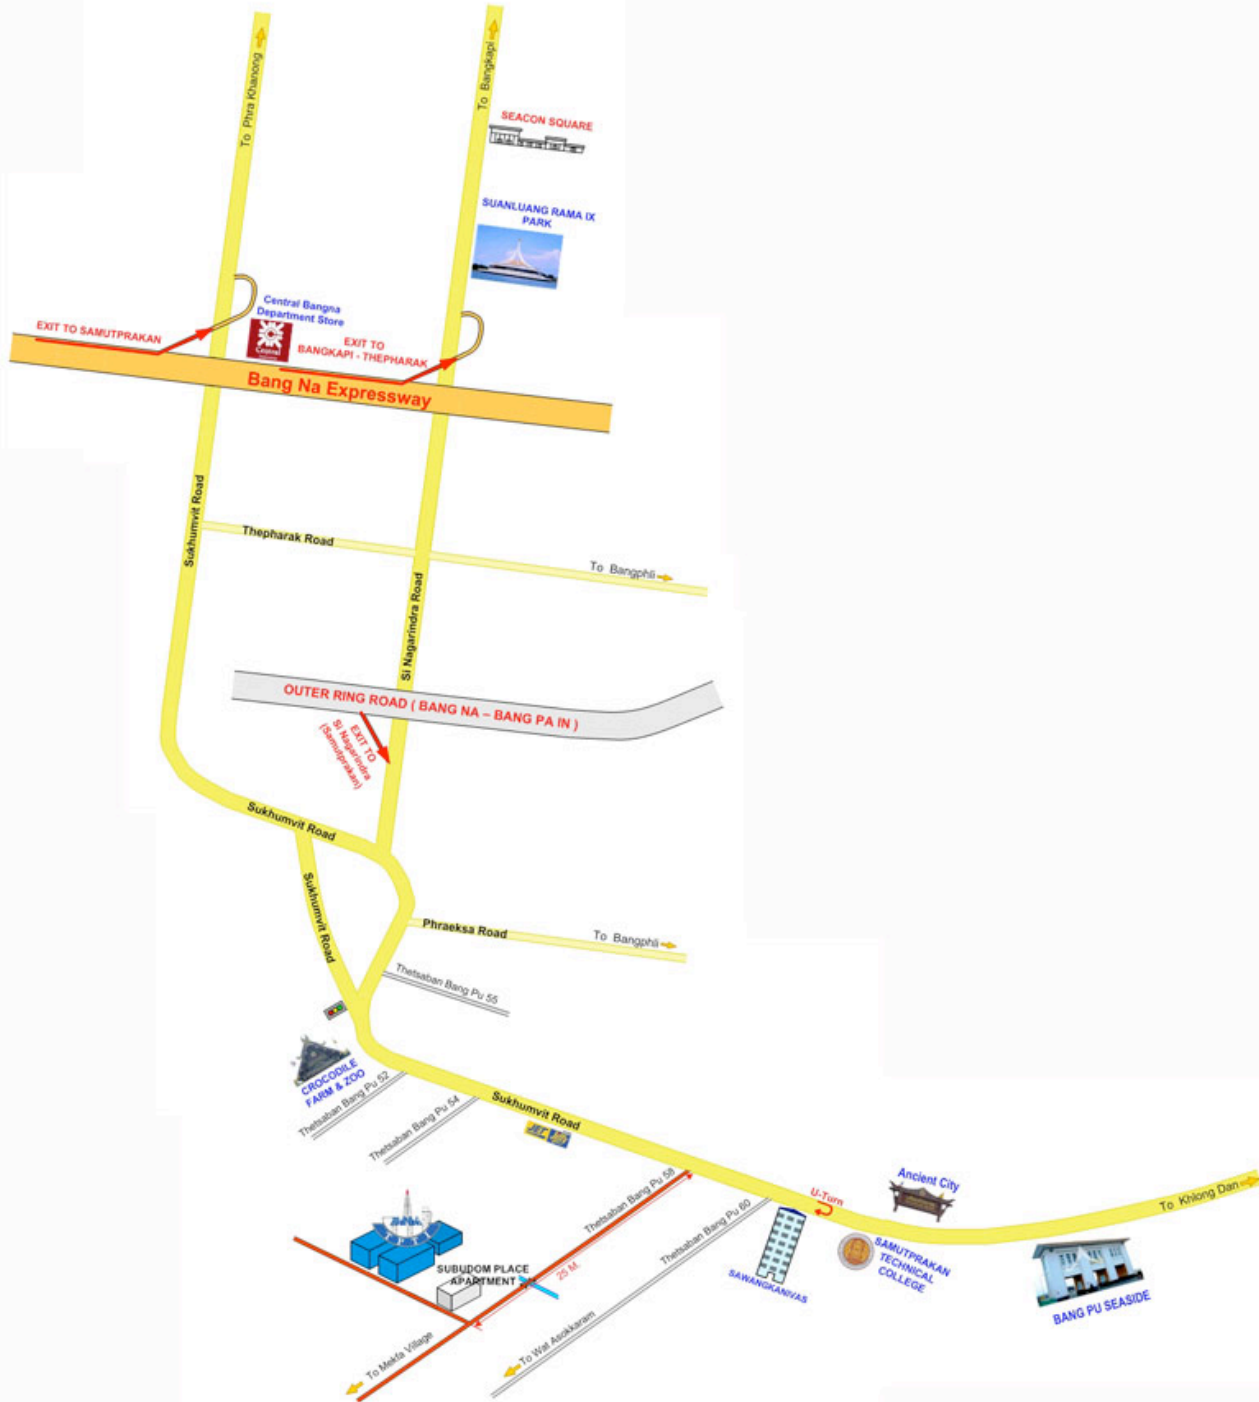 To Phra Khanong
To Bangkapi
SEACON SQUARE
SUANLUANG RAMA IX
PARK
Central Bangna
Department Store
EXIT TO SAMUTPRAKAN
Central
EXIT TO
BANGKAPI - THEPHARAK
Bang Na Expressway
Sukhumvit Road
Thepharak Road
To Bangphli
Si Nagarindra Road
OUTER RING ROAD ( BANG NA – BANG PA IN )
EXIT TO
Si Nagarindra
(Samutprakan)
Sukhumvit Road
Sukhumvit Road
Phraeksa Road
To Bangphli
Thetsaban Bang Pu 55
CROCODILE
FARM & ZOO
Thetsaban Bang Pu 52
Thetsaban Bang Pu 54
Sukhumvit Road
JET
Thetsaban Bang Pu 58
Thetsaban Bang Pu 60
U-Turn
Ancient City
To Khlong Dan
SAMUTPRAKAN
TECHNICAL
COLLEGE
SAWANGKANIVAS
BANG PU SEASIDE
SUBUDOM PLACE
APARTMENT
25 M.
To Mekfa Village
To Wat Asokkaram